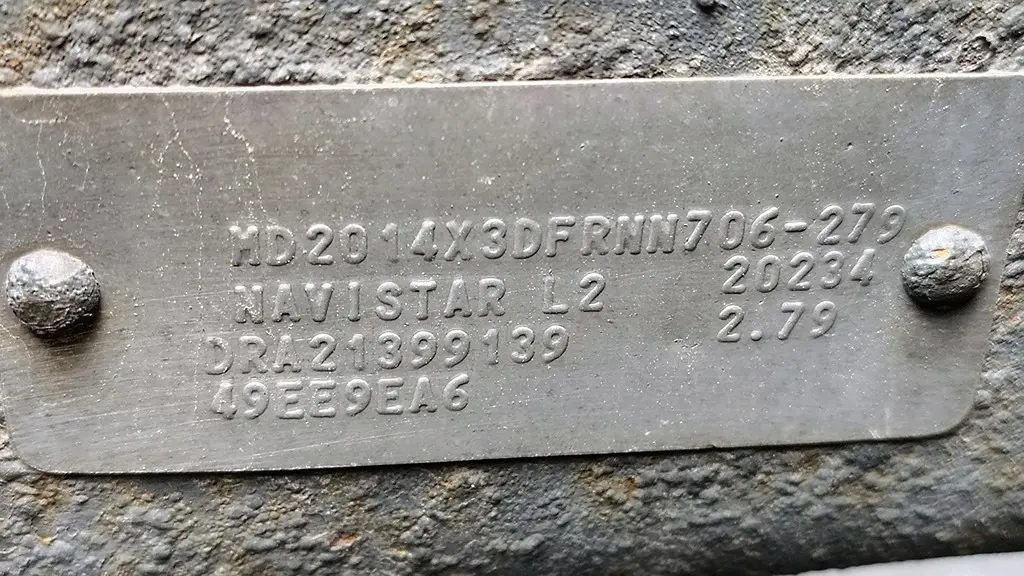 MD2014X3DFRNN706-279
NAVISTAR L2 20234
DRA21399139 2.79
49EE9EA6